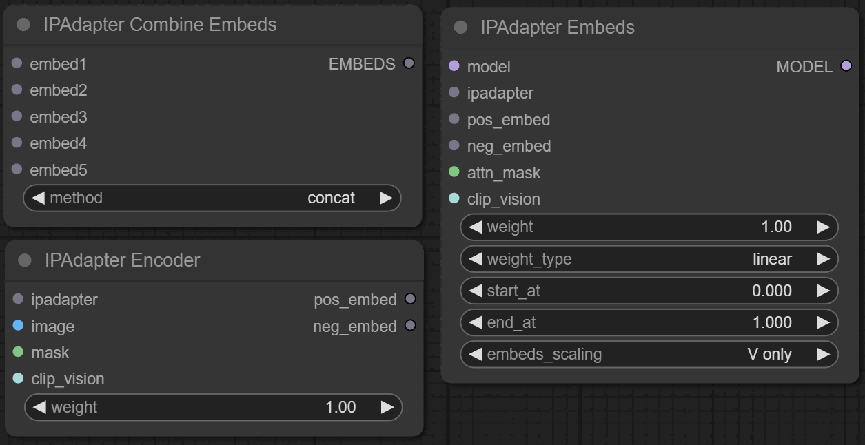 IPAdapter Combine Embeds
embed1 EMBEDS
embed2
embed3
embed4
embed5
method concat
IPAdapter Encoder
ipadapter pos_embed
image neg_embed
mask
clip_vision
weight 1.00
IPAdapter Embeds
model MODEL
ipadapter
pos_embed
neg_embed
attn_mask
clip_vision
weight 1.00
weight_type linear
start_at 0.000
end_at 1.000
embeds_scaling V only